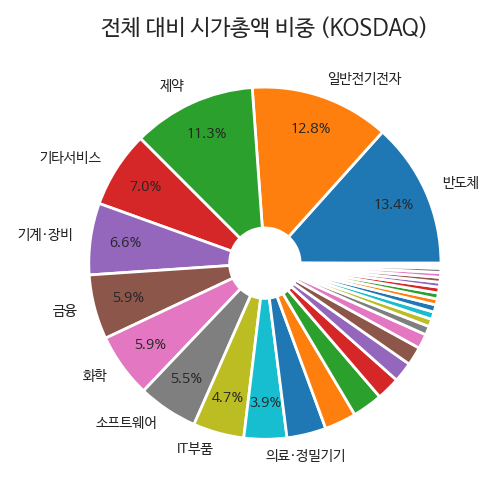 전체 대비 시가총액 비중 (KOSDAQ)
일반전기전자
제약
12.8%
11.3%
기타서비스
반도체
7.0%
13.4%
기계·장비
6.6%
5.9%
금융
5.9%
화학
5.5%
4.7%
3.9%
소프트웨어
IT부품
의료·정밀기기